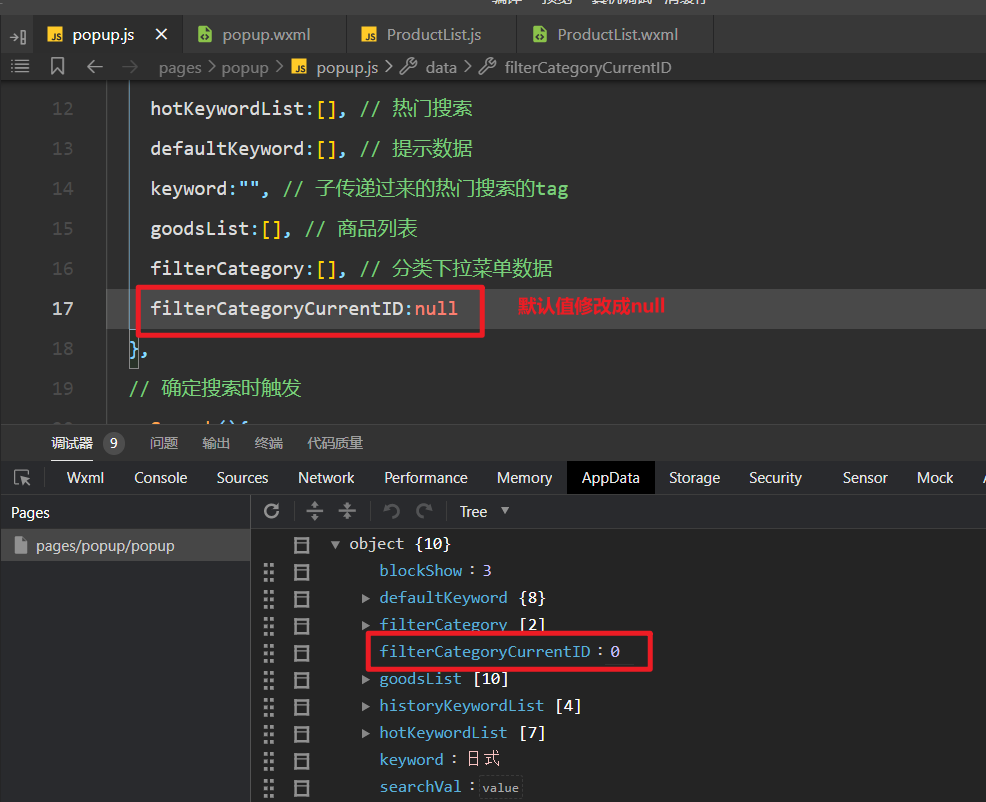 popup.js
popup.wxml
ProductList.js
ProductList.wxml
pages > popup > JS popup.js > data > filterCategoryCurrentID
12 hotKeywordList:[], // 热门搜索
13 defaultKeyword:[], // 提示数据
14 keyword:"", // 子传递过来的热门搜索的tag
15 goodsList:[], // 商品列表
16 filterCategory:[], // 分类下拉菜单数据
17 filterCategoryCurrentID:null 默认值修改成null
18 },
19 // 确定搜索时触发
调试器 9 问题 输出 终端 代码质量
Wxml Console Sources Network Performance Memory AppData Storage Security Sensor Mock
Pages
Tree
pages/popup/popup
object {10}
blockShow : 3
defaultKeyword {8}
filterCategory [2]
filterCategoryCurrentID : 0
goodsList [10]
historyKeywordList [4]
hotKeywordList [7]
keyword : 日式
searchVal : value